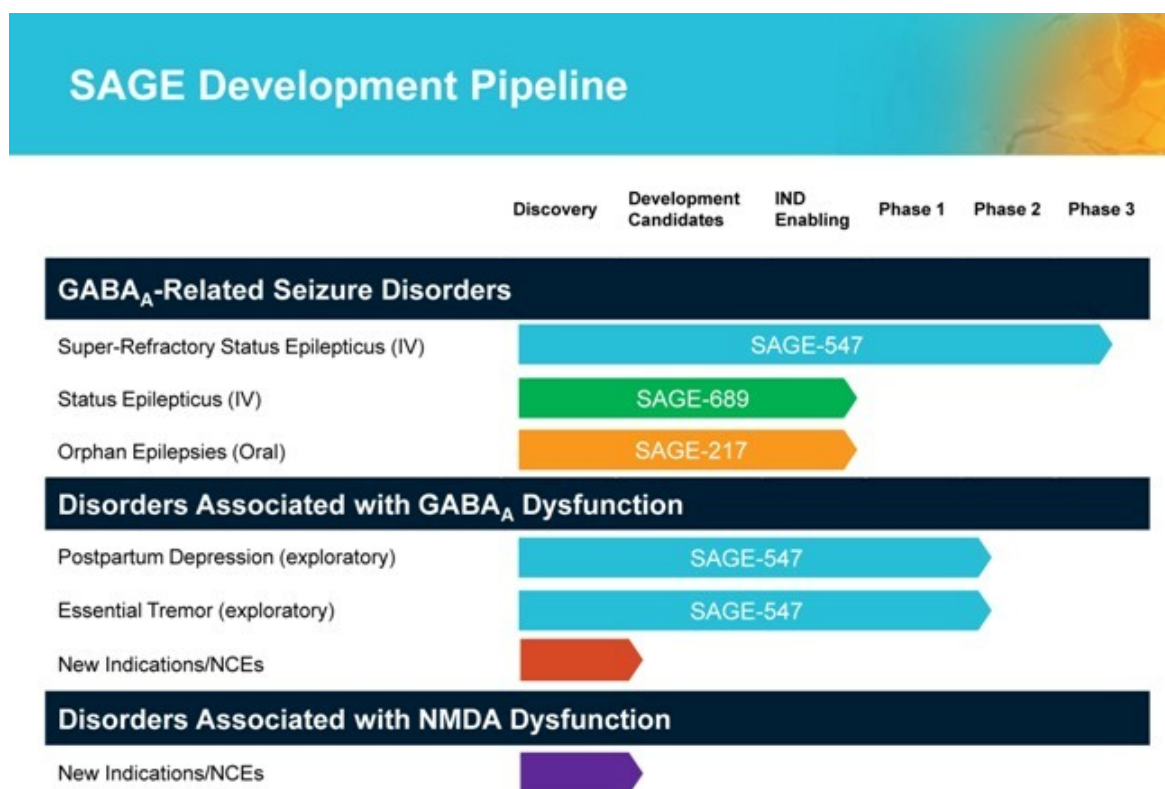 SAGE Development Pipeline
Discovery Development Candidates IND Enabling Phase 1 Phase 2 Phase 3
GABAA-Related Seizure Disorders
Super-Refractory Status Epilepticus (IV) SAGE-547
Status Epilepticus (IV) SAGE-689
Orphan Epilepsies (Oral) SAGE-217
Disorders Associated with GABAA Dysfunction
Postpartum Depression (exploratory) SAGE-547
Essential Tremor (exploratory) SAGE-547
New Indications/NCEs
Disorders Associated with NMDA Dysfunction
New Indications/NCEs